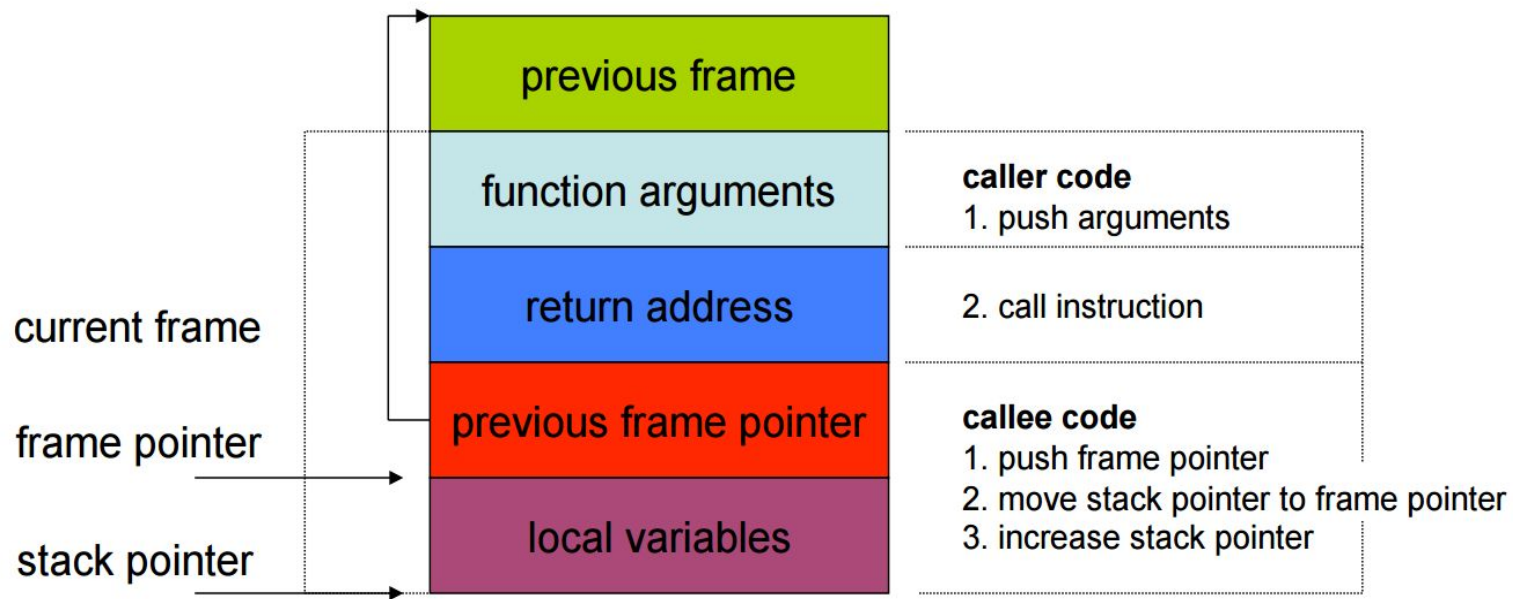 previous frame
function arguments
caller code
1. push arguments
return address
2. call instruction
current frame
previous frame pointer
frame pointer
callee code
1. push frame pointer
2. move stack pointer to frame pointer
3. increase stack pointer
local variables
stack pointer